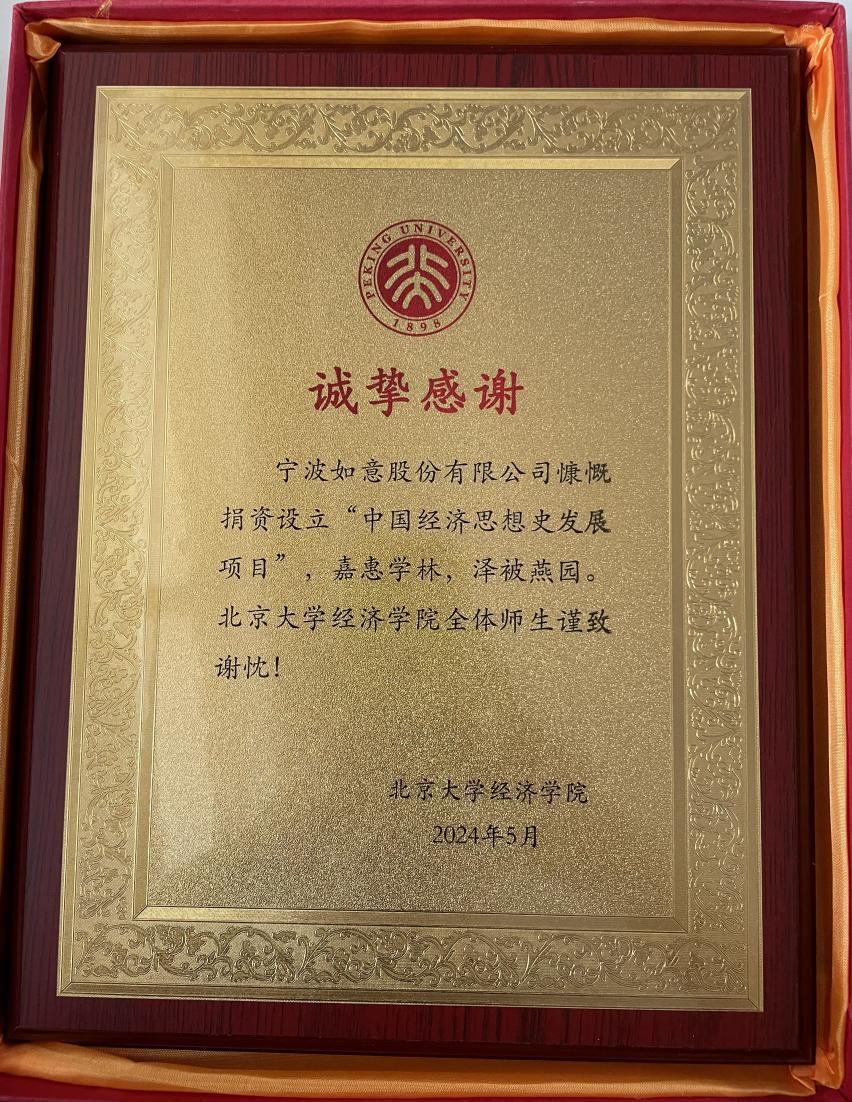 PEKING UNIVERSITY
1898
诚挚感谢
宁波如意股份有限公司慷慨
捐资设立“中国经济思想史发展
项目”，嘉惠学林，泽被燕园。
北京大学经济学院全体师生谨致
谢忱！
北京大学经济学院
2024年5月